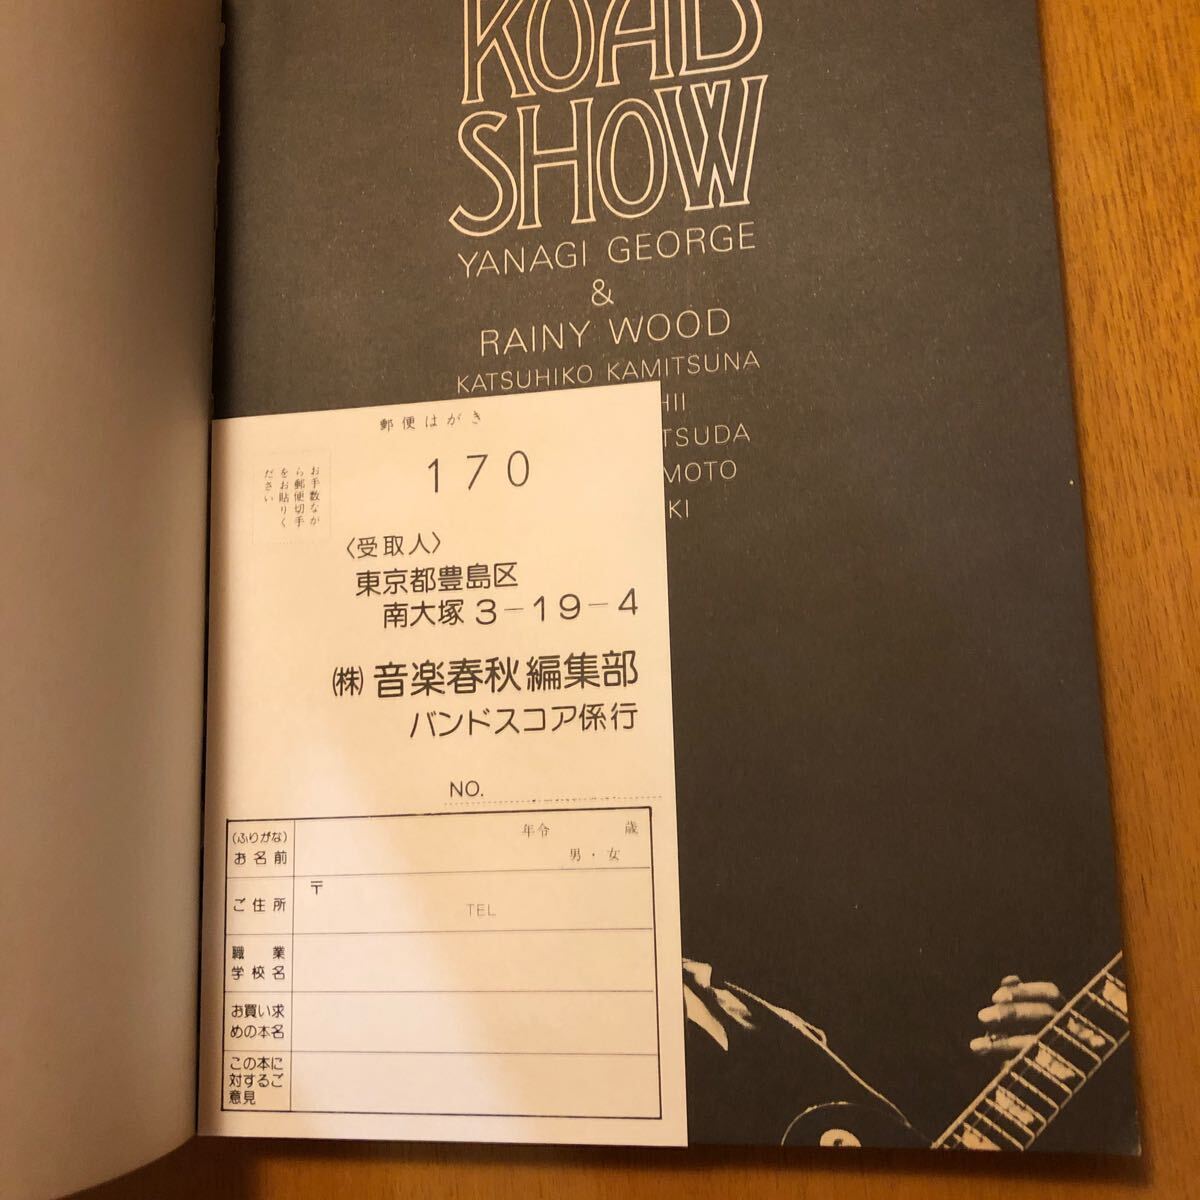 ROAD
SHOW
YANAGI GEORGE
&
RAINY WOOD
KATSUHIKO KAMITSUNA
HII
TSUDA
MOTO
KI
郵便はがき
170
お手数なが
ら郵便切手
をお貼りく
ださい
〈受取人〉
東京都豊島区
南大塚3-19-4
㈱音楽春秋編集部
バンドスコア係行
NO.
(ふりがな)
お名前
年令 歳
男・女
ご住所
〒
TEL
職業
学校名
お買い求
めの本名
この本に
対するご
意見